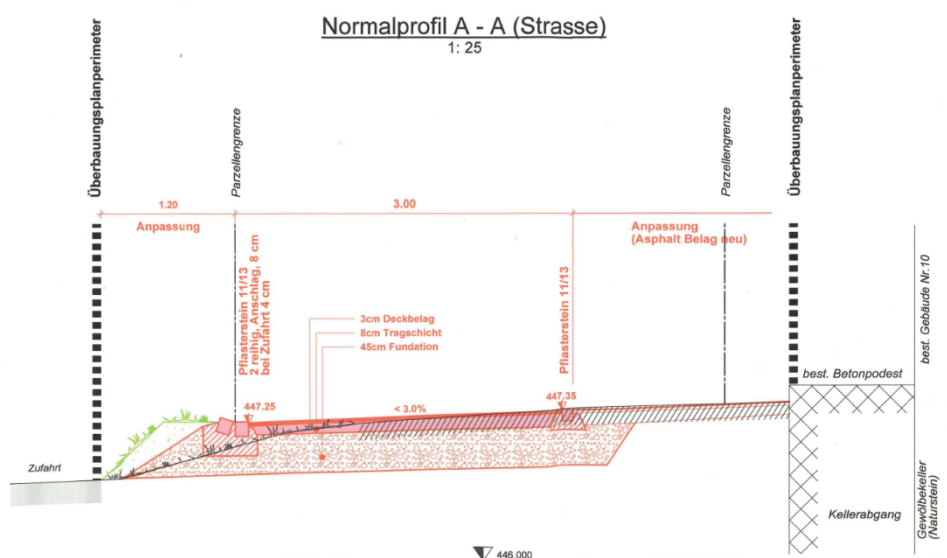 Normalprofil A - A (Strasse)
1: 25
Überbauungsplanperimeter
Parzellengrenze
Parzellengrenze
Überbauungsplanperimeter
1.20
3.00
Anpassung
Anpassung
(Asphalt Belag neu)
Pflasterstein 11/13
2 reihig, Anschlag, 8 cm
bei Zufahrt 4 cm
Pflasterstein 11/13
best. Gebäude Nr.10
3cm Deckbelag
8cm Tragschicht
45cm Fundation
best. Betonpodest
447.25
< 3.0%
447.35
Zufahrt
Kellerabgang
Gewölbekeller
(Naturstein)
446.000